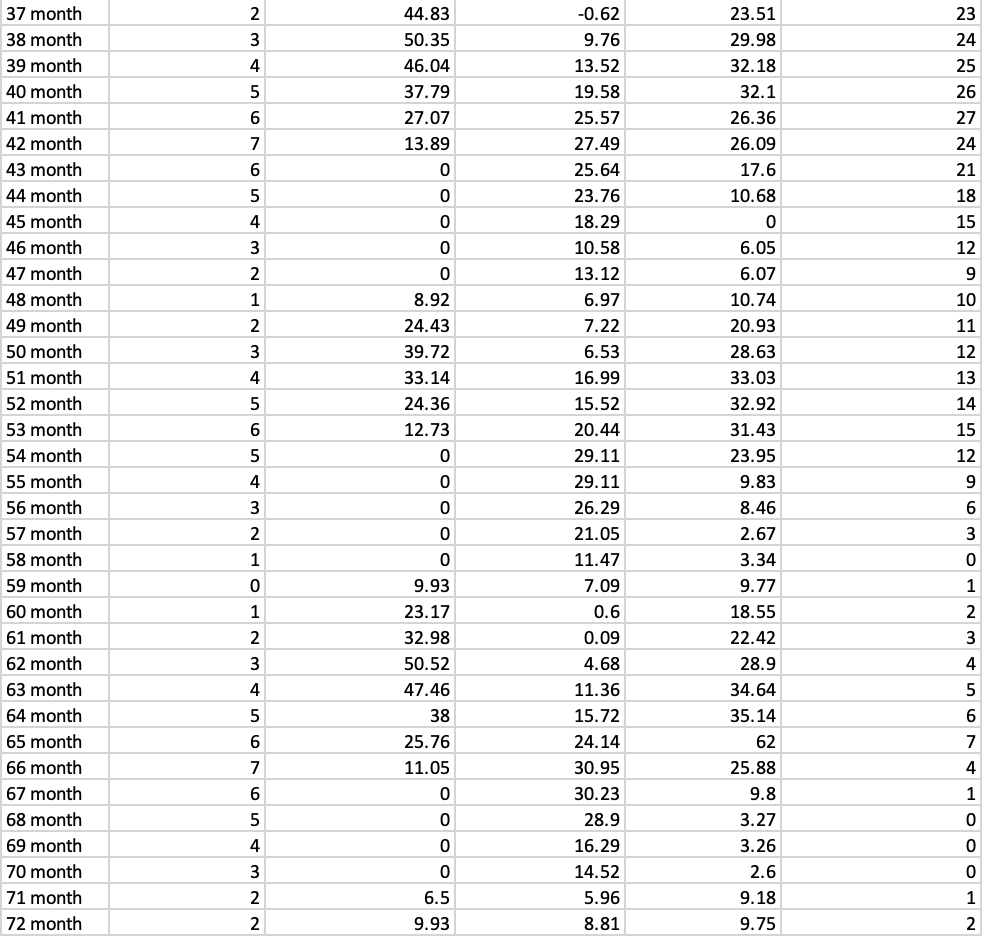 37 month 2 44.83 -0.62 23.51 23
38 month 3 50.35 9.76 29.98 24
39 month 4 46.04 13.52 32.18 25
40 month 5 37.79 19.58 32.1 26
41 month 6 27.07 25.57 26.36 27
42 month 7 13.89 27.49 26.09 24
43 month 6 0 25.64 17.6 21
44 month 5 0 23.76 10.68 18
45 month 4 0 18.29 0 15
46 month 3 0 10.58 6.05 12
47 month 2 0 13.12 6.07 9
48 month 1 8.92 6.97 10.74 10
49 month 2 24.43 7.22 20.93 11
50 month 3 39.72 6.53 28.63 12
51 month 4 33.14 16.99 33.03 13
52 month 5 24.36 15.52 32.92 14
53 month 6 12.73 20.44 31.43 15
54 month 5 0 29.11 23.95 12
55 month 4 0 29.11 9.83 9
56 month 3 0 26.29 8.46 6
57 month 2 0 21.05 2.67 3
58 month 1 0 11.47 3.34 0
59 month 0 9.93 7.09 9.77 1
60 month 1 23.17 0.6 18.55 2
61 month 2 32.98 0.09 22.42 3
62 month 3 50.52 4.68 28.9 4
63 month 4 47.46 11.36 34.64 5
64 month 5 38 15.72 35.14 6
65 month 6 25.76 24.14 62 7
66 month 7 11.05 30.95 25.88 4
67 month 6 0 30.23 9.8 1
68 month 5 0 28.9 3.27 0
69 month 4 0 16.29 3.26 0
70 month 3 0 14.52 2.6 0
71 month 2 6.5 5.96 9.18 1
72 month 2 9.93 8.81 9.75 2